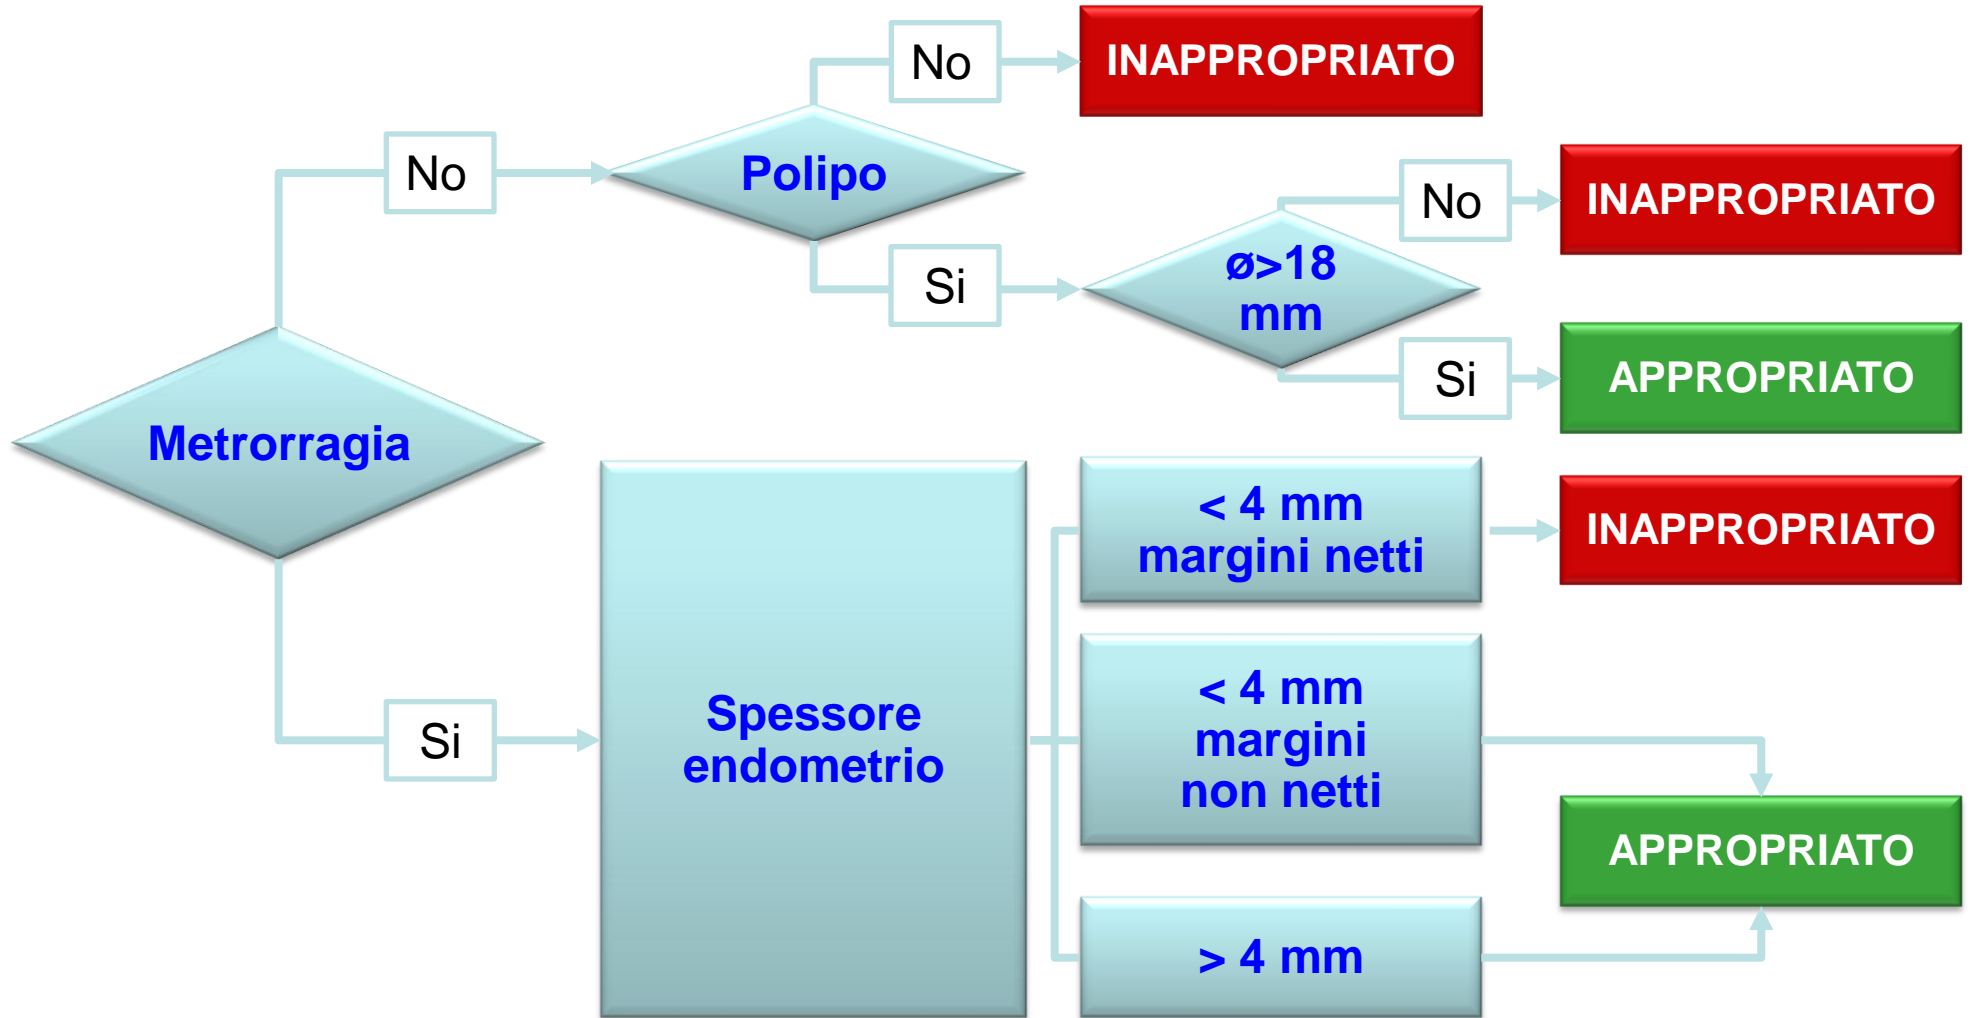 No
INAPPROPRIATO
No
Polipo
No
INAPPROPRIATO
Si
ø>18
mm
Si
APPROPRIATO
Metrorragia
Si
Spessore
endometrio
< 4 mm
margini netti
INAPPROPRIATO
< 4 mm
margini
non netti
APPROPRIATO
> 4 mm